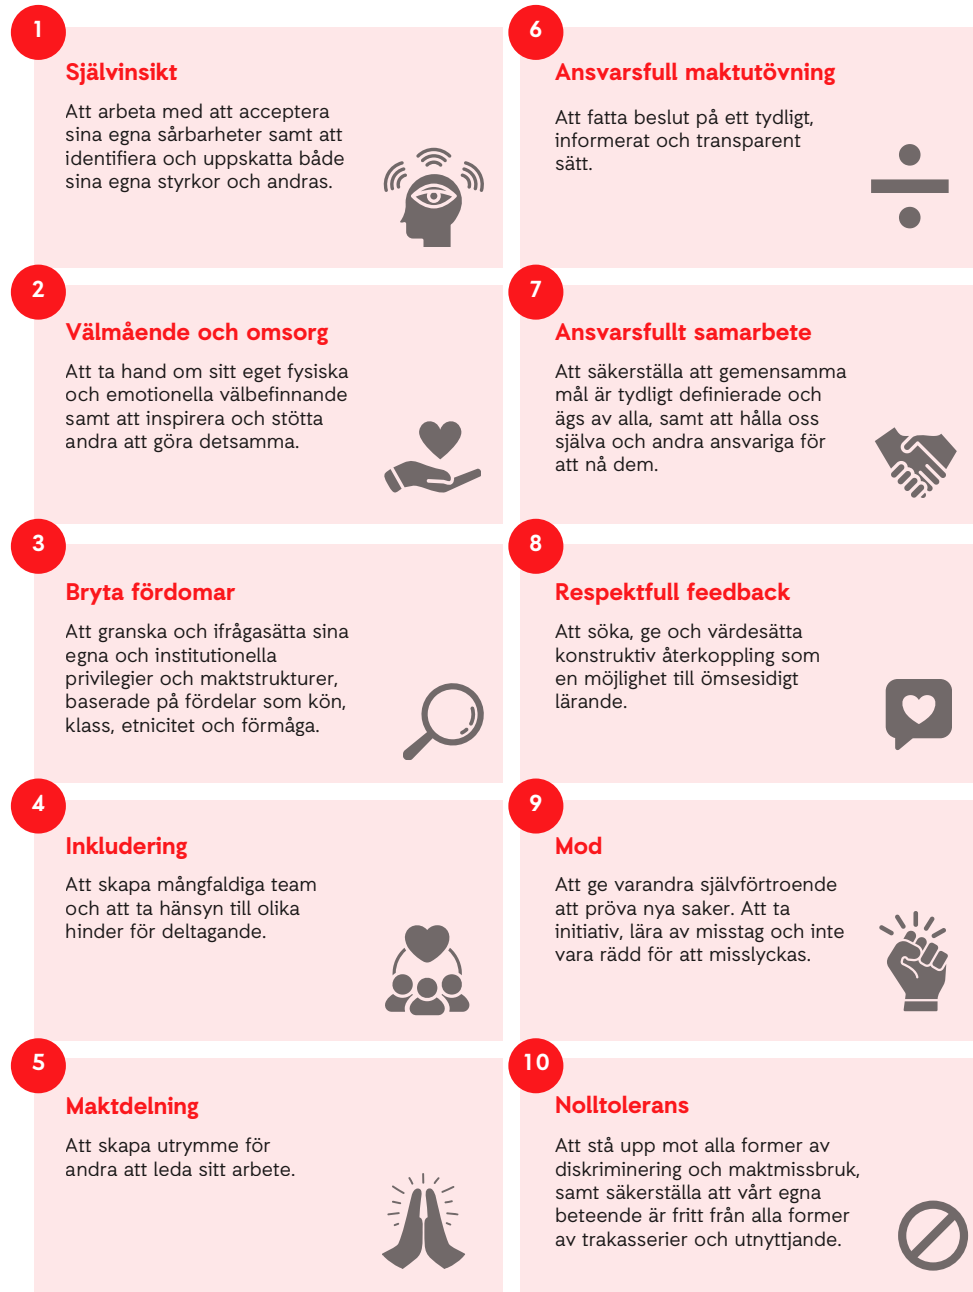 1
Självinsikt
Att arbeta med att acceptera
sina egna sårbarheter samt att
identifiera och uppskatta både
sina egna styrkor och andras.
2
Välmående och omsorg
Att ta hand om sitt eget fysiska
och emotionella välbefinnande
samt att inspirera och stötta
andra att göra detsamma.
3
Bryta fördomar
Att granska och ifrågasätta sina
egna och institutionella
privilegier och maktstrukturer,
baserade på fördelar som kön,
klass, etnicitet och förmåga.
4
Inkludering
Att skapa mångfaldiga team
och att ta hänsyn till olika
hinder för deltagande.
5
Maktdelning
Att skapa utrymme för
andra att leda sitt arbete.
6
Ansvarsfull maktutövning
Att fatta beslut på ett tydligt,
informerat och transparent
sätt.
7
Ansvarsfullt samarbete
Att säkerställa att gemensamma
mål är tydligt definierade och
ägs av alla, samt att hålla oss
själva och andra ansvariga för
att nå dem.
8
Respektfull feedback
Att söka, ge och värdesätta
konstruktiv återkoppling som
en möjlighet till ömsesidigt
lärande.
9
Mod
Att ge varandra självförtroende
att pröva nya saker. Att ta
initiativ, lära av misstag och inte
vara rädd för att misslyckas.
10
Nolltolerans
Att stå upp mot alla former av
diskriminering och maktmissbruk,
samt säkerställa att vårt egna
beteende är fritt från alla former
av trakasserier och utnyttjande.